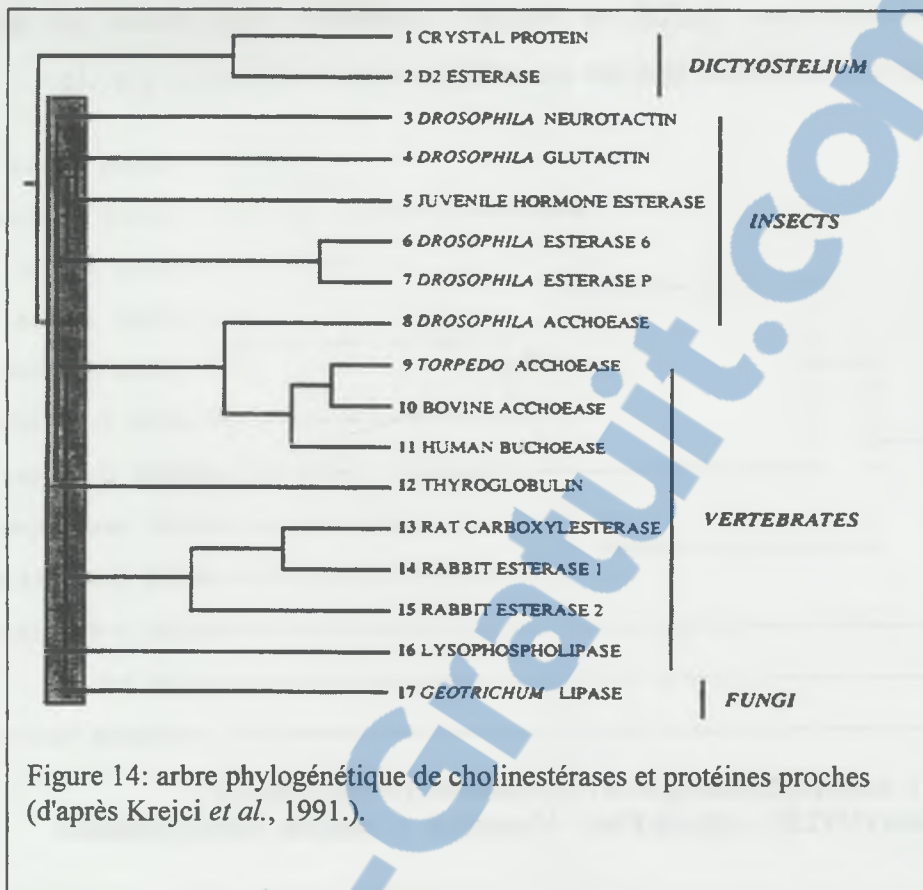 1 CRYSTAL PROTEIN
2 D2 ESTERASE
DICTYOSTELIUM
3 DROSOPHILA NEUROTACTIN
4 DROSOPHILA GLUTACTIN
5 JUVENILE HORMONE ESTERASE
INSECTS
6 DROSOPHILA ESTERASE 6
7 DROSOPHILA ESTERASE P
8 DROSOPHILA ACCHOEASE
9 TORPEDO ACCHOEASE
10 BOVINE ACCHOEASE
11 HUMAN BUCHOEASE
12 THYROGLOBULIN
VERTEBRATES
13 RAT CARBOXYLESTERASE
14 RABBIT ESTERASE 1
15 RABBIT ESTERASE 2
16 LYSOPHOSPHOLIPASE
17 GEOTRICHUM LIPASE
FUNGI
Figure 14: arbre phylogénétique de cholinestérases et protéines proches
(d'après Krejci et al., 1991.).
-Gratuit.com